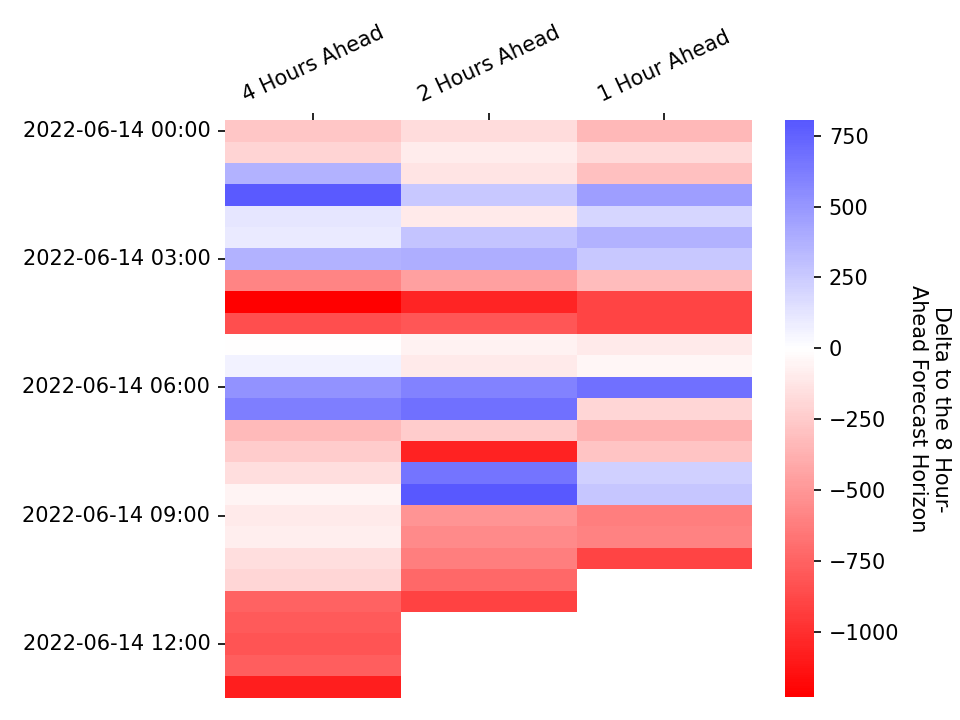 4 Hours Ahead
2 Hours Ahead
1 Hour Ahead
2022-06-14 00:00
2022-06-14 03:00
2022-06-14 06:00
2022-06-14 09:00
2022-06-14 12:00
750
500
250
0
−250
−500
−750
−1000
Delta to the 8 Hour-
Ahead Forecast Horizon